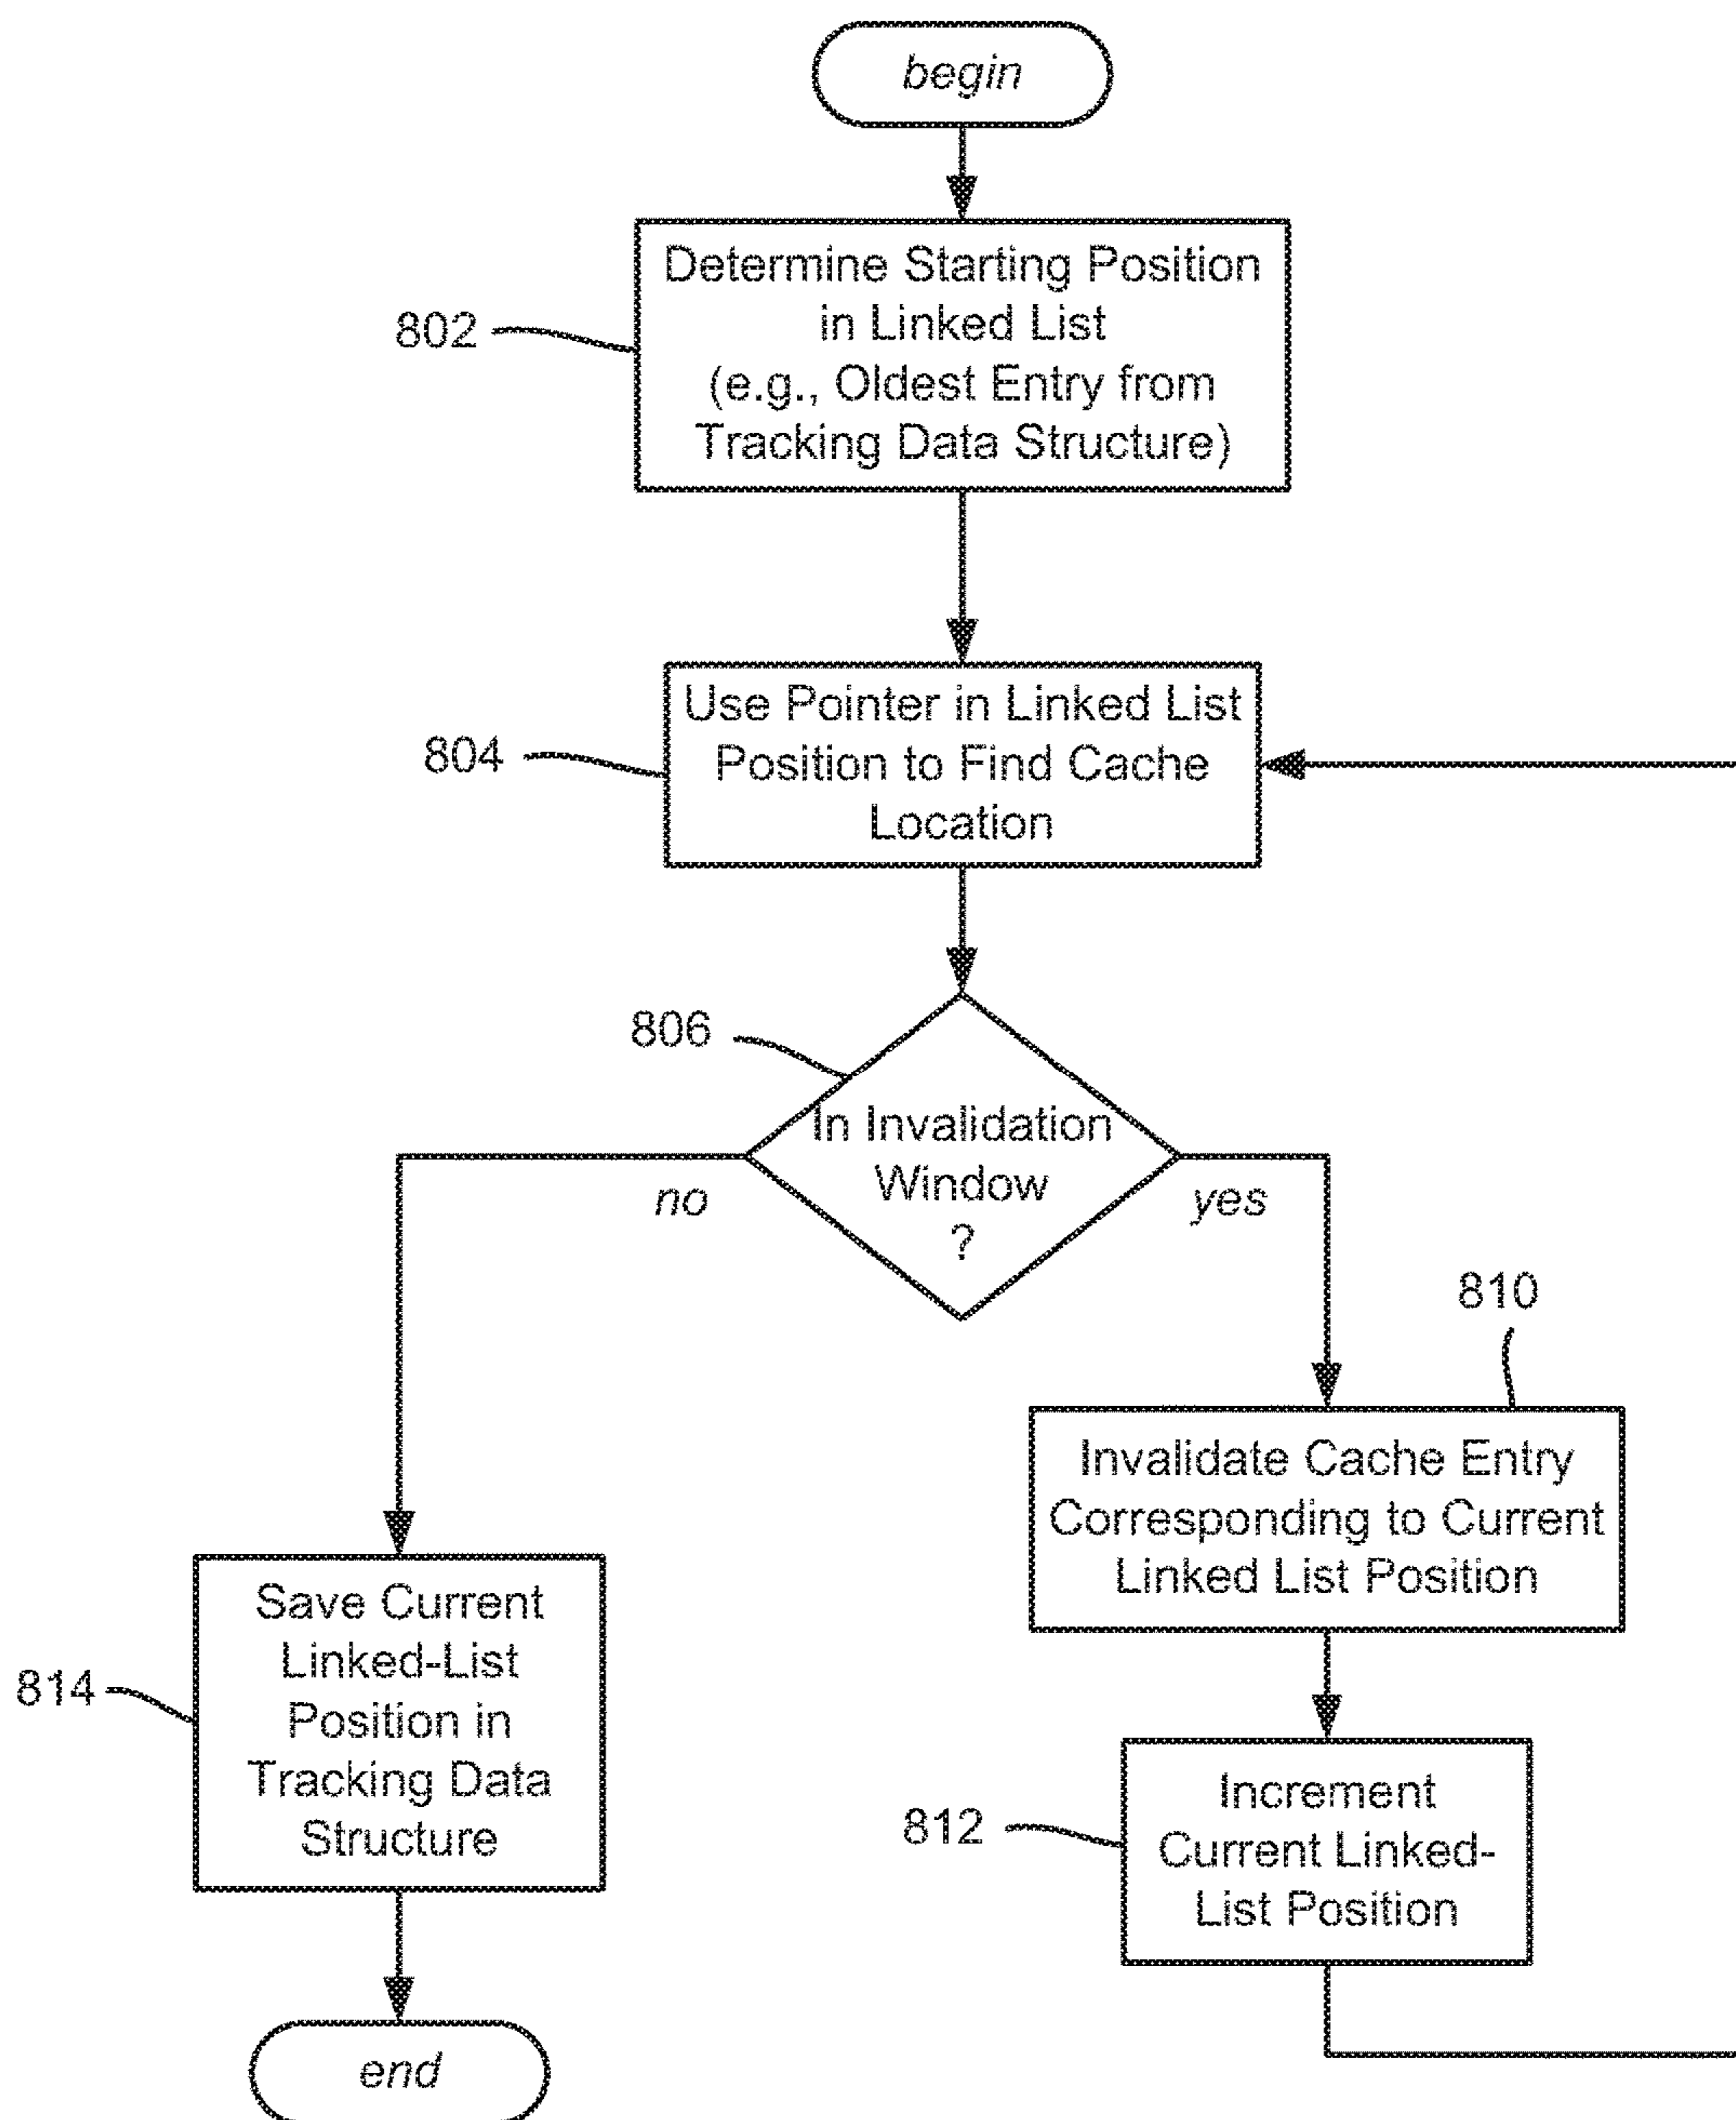 begin
802
Determine Starting Position
in Linked List
(e.g., Oldest Entry from
Tracking Data Structure)
804
Use Pointer in Linked List
Position to Find Cache
Location
806
In Invalidation
Window
?
no
yes
810
Invalidate Cache Entry
Corresponding to Current
Linked List Position
814
Save Current
Linked-List
Position in
Tracking Data
Structure
812
Increment
Current Linked-
List Position
end